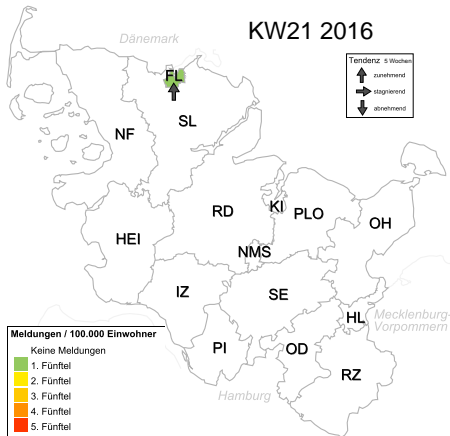 KW21 2016
Dänemark
Tendenz 5 Wochen
zunehmend
stagnierend
abnehmend
FL
SL
NF
RD
KI
PLO
OH
HEI
NMS
IZ
SE
HL
Mecklenburg-
Vorpommern
PI
OD
RZ
Hamburg
Meldungen / 100.000 Einwohner
Keine Meldungen
1. Fünftel
2. Fünftel
3. Fünftel
4. Fünftel
5. Fünftel